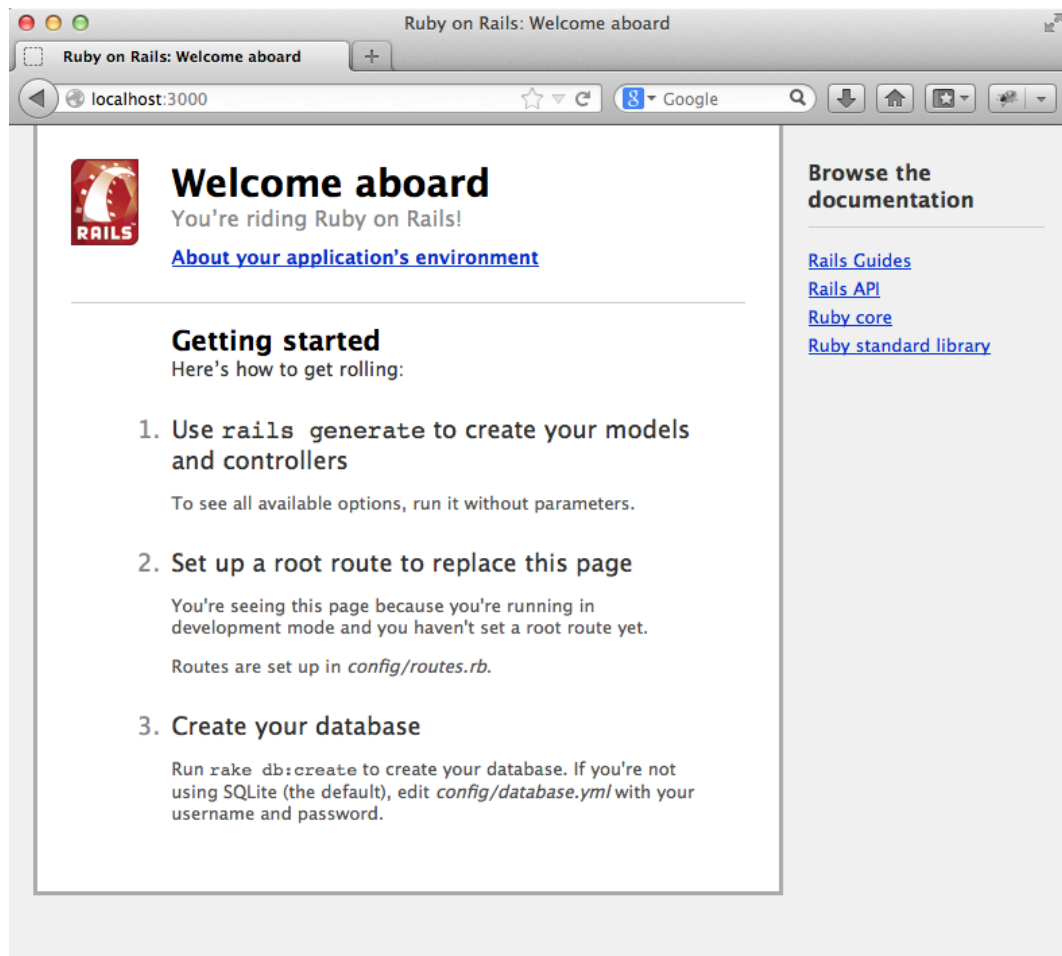 Ruby on Rails: Welcome aboard
Ruby on Rails: Welcome aboard
localhost:3000
8 Google
RAILS
Welcome aboard
You're riding Ruby on Rails!
About your application's environment
Getting started
Here's how to get rolling:
1. Use rails generate to create your models
and controllers
To see all available options, run it without parameters.
2. Set up a root route to replace this page
You're seeing this page because you're running in
development mode and you haven't set a root route yet.
Routes are set up in config/routes.rb.
3. Create your database
Run rake db:create to create your database. If you're not
using SQLite (the default), edit config/database.yml with your
username and password.
Browse the
documentation
Rails Guides
Rails API
Ruby core
Ruby standard library